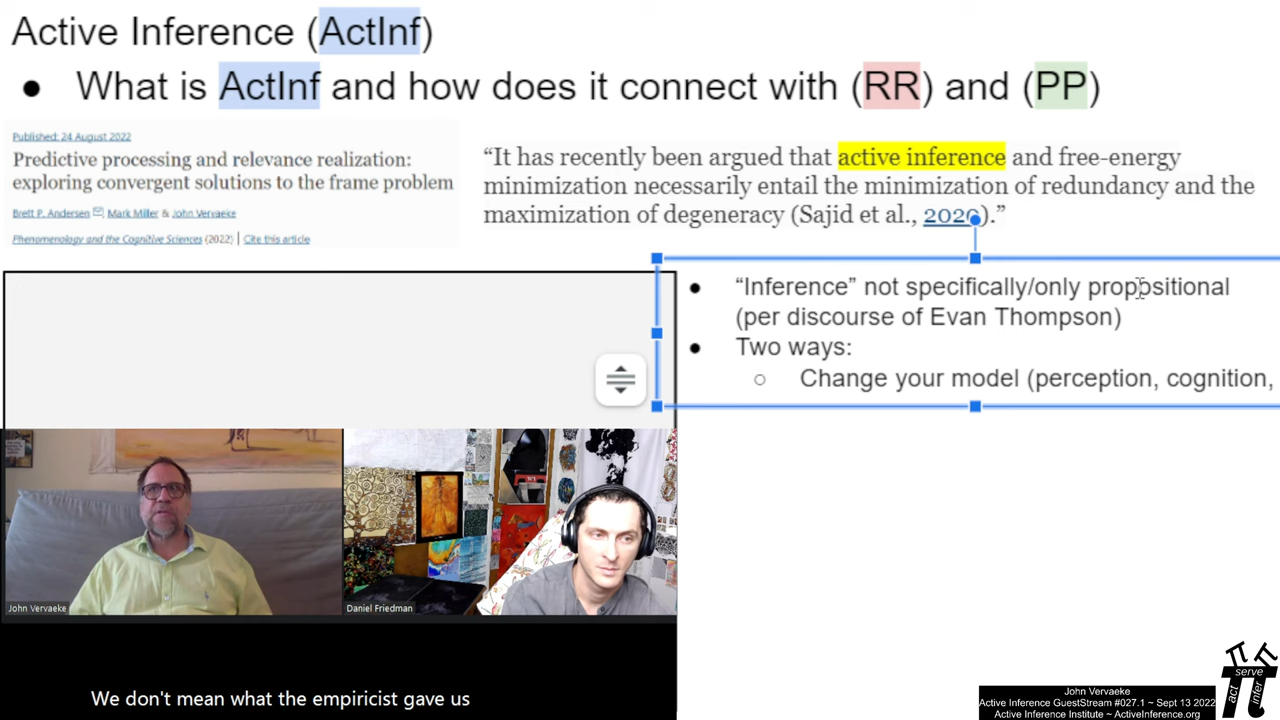 Active Inference (ActInf)
● What is ActInf and how does it connect with (RR) and (PP)
Published: 24 August 2022
Predictive processing and relevance realization:
exploring convergent solutions to the frame problem
Brett P. Andersen, Mark Miller & John Vervaeke
Phenomenology and the Cognitive Sciences (2022) | Cite this article
“It has recently been argued that active inference and free-energy
minimization necessarily entail the minimization of redundancy and the
maximization of degeneracy (Sajid et al., 2020).”
● “Inference” not specifically/only propositional
(per discourse of Evan Thompson)
● Two ways:
○ Change your model (perception, cognition,
John Vervaeke
Daniel Friedman
We don't mean what the empiricist gave us
act
serve
infer
John Vervaeke
Active Inference GuestStream #027.1 ~ Sept 13 2022
Active Inference Institute ~ ActiveInference.org